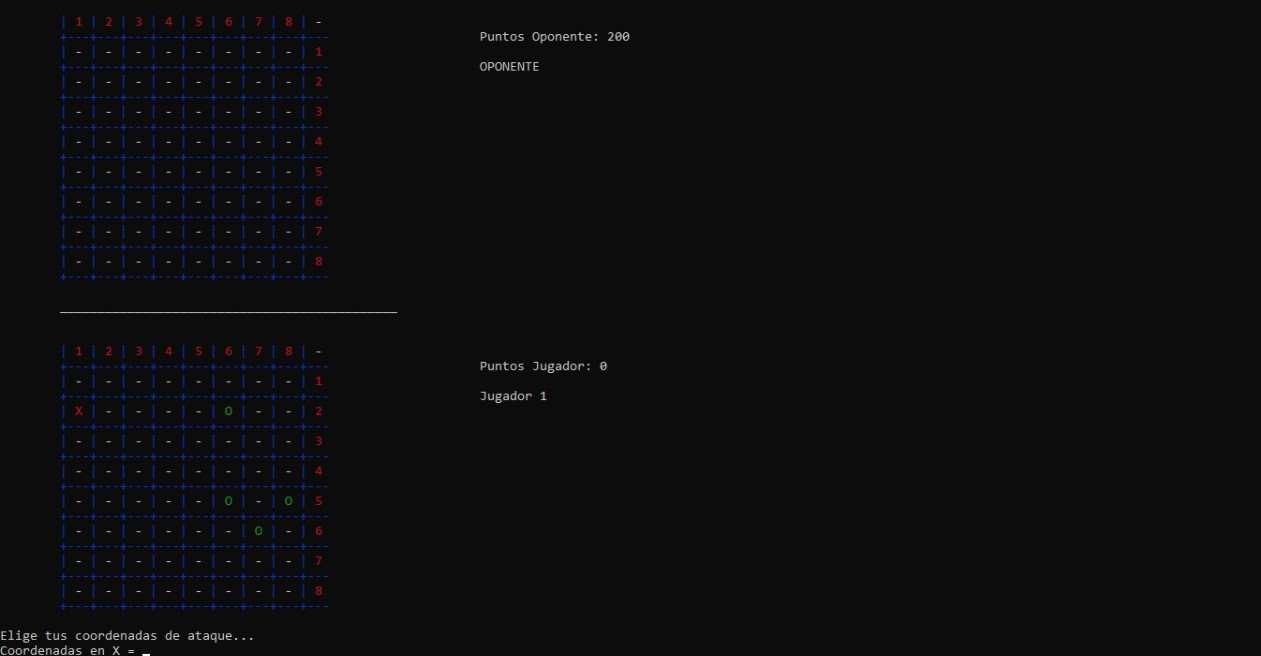 | 1 | 2 | 3 | 4 | 5 | 6 | 7 | 8 | -
+---+---+---+---+---+---+---+---+---
Puntos Oponente: 200
| - | - | - | - | - | - | - | - | 1
+---+---+---+---+---+---+---+---+---
OPONENTE
| - | - | - | - | - | - | - | - | 2
+---+---+---+---+---+---+---+---+---
| - | - | - | - | - | - | - | - | 3
+---+---+---+---+---+---+---+---+---
| - | - | - | - | - | - | - | - | 4
+---+---+---+---+---+---+---+---+---
| - | - | - | - | - | - | - | - | 5
+---+---+---+---+---+---+---+---+---
| - | - | - | - | - | - | - | - | 6
+---+---+---+---+---+---+---+---+---
| - | - | - | - | - | - | - | - | 7
+---+---+---+---+---+---+---+---+---
| - | - | - | - | - | - | - | - | 8
+---+---+---+---+---+---+---+---+---
_____________________________________________
| 1 | 2 | 3 | 4 | 5 | 6 | 7 | 8 | -
+---+---+---+---+---+---+---+---+---
Puntos Jugador: 0
| - | - | - | - | - | - | - | - | 1
+---+---+---+---+---+---+---+---+---
Jugador 1
| X | - | - | - | - | O | - | - | 2
+---+---+---+---+---+---+---+---+---
| - | - | - | - | - | - | - | - | 3
+---+---+---+---+---+---+---+---+---
| - | - | - | - | - | - | - | - | 4
+---+---+---+---+---+---+---+---+---
| - | - | - | - | - | O | - | O | 5
+---+---+---+---+---+---+---+---+---
| - | - | - | - | - | - | O | - | 6
+---+---+---+---+---+---+---+---+---
| - | - | - | - | - | - | - | - | 7
+---+---+---+---+---+---+---+---+---
| - | - | - | - | - | - | - | - | 8
+---+---+---+---+---+---+---+---+---
Elige tus coordenadas de ataque...
Coordenadas en X = _